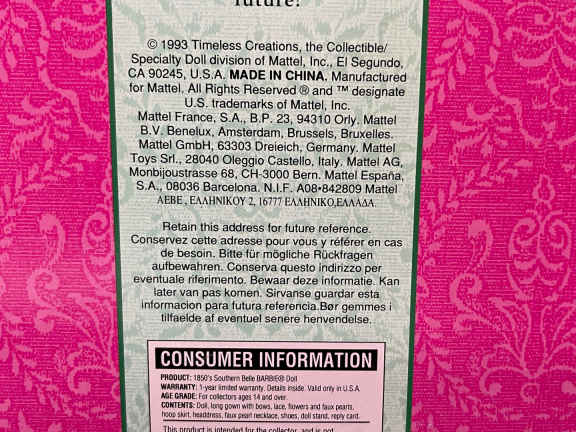 future!
© 1993 Timeless Creations, the Collectible/
Specialty Doll division of Mattel, Inc., El Segundo,
CA 90245, U.S.A. MADE IN CHINA. Manufactured
for Mattel. All Rights Reserved ® and ™ designate
U.S. trademarks of Mattel, Inc.
Mattel France, S.A., B.P. 23, 94310 Orly. Mattel
B.V. Benelux, Amsterdam, Brussels, Bruxelles.
Mattel GmbH, 63303 Dreieich, Germany. Mattel
Toys Srl., 28040 Oleggio Castello, Italy. Mattel AG,
Monbijoustrasse 68, CH-3000 Bern. Mattel España,
S.A., 08036 Barcelona. N.I.F. A08•842809 Mattel
AEBE , ΕΛΛΗΝΙΚΟΥ 2, 16777 ΕΛΛΗΝΙΚΟ,ΕΛΛΑΔΑ.
Retain this address for future reference.
Conservez cette adresse pour vous y référer en cas
de besoin. Bitte für mögliche Rückfragen
aufbewahren. Conserva questo indirizzo per
eventuale riferimento. Bewaar deze informatie. Kan
later van pas komen. Sirvanse guardar esta
informacion para futura referencia.Bør gemmes i
tilfaelde af eventuel senere henvendelse.
CONSUMER INFORMATION
PRODUCT: 1850's Southern Belle BARBIE® Doll
WARRANTY: 1-year limited warranty. Details inside. Valid only in U.S.A.
AGE GRADE: For collectors ages 14 and over.
CONTENTS: Doll, long gown with bows, lace, flowers and faux pearls,
hoop skirt, headdress, faux pearl necklace, shoes, doll stand, reply card.
This product is intended for the collector, and is not